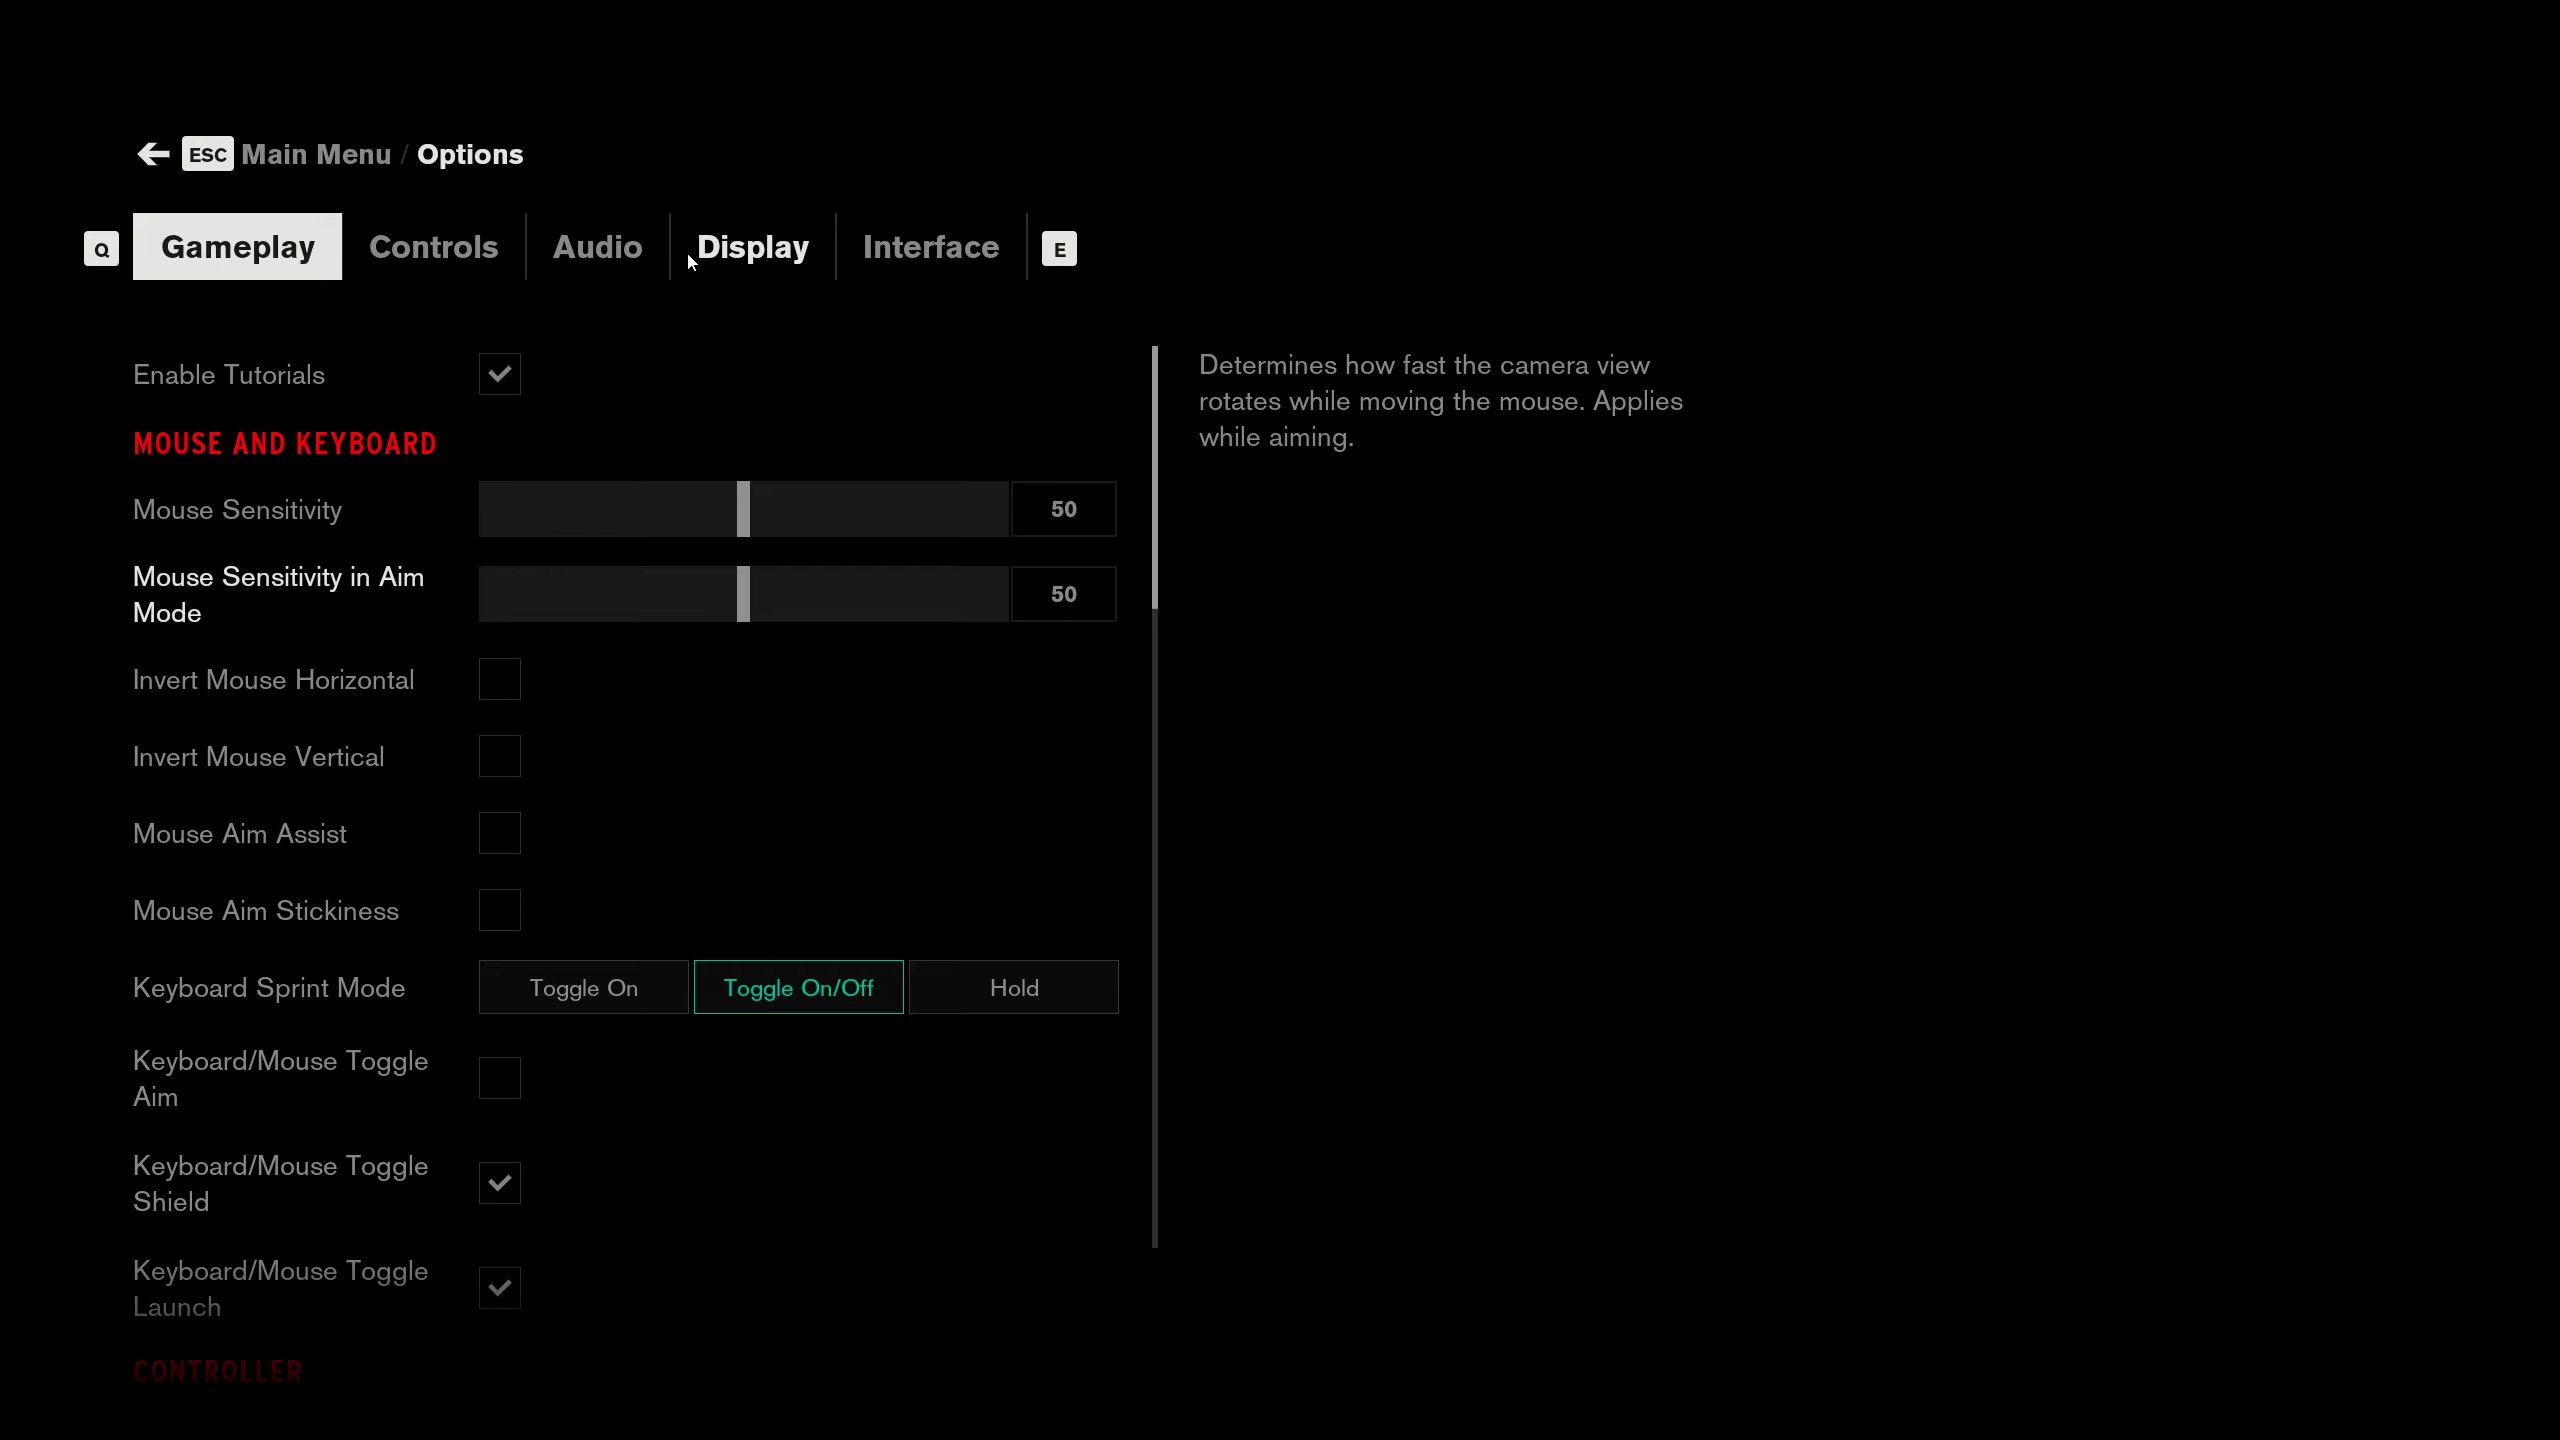 ESC Main Menu / Options
Q Gameplay Controls Audio Display Interface E
Enable Tutorials
MOUSE AND KEYBOARD
Mouse Sensitivity 50
Mouse Sensitivity in Aim
Mode 50
Invert Mouse Horizontal
Invert Mouse Vertical
Mouse Aim Assist
Mouse Aim Stickiness
Keyboard Sprint Mode Toggle On Toggle On/Off Hold
Keyboard/Mouse Toggle
Aim
Keyboard/Mouse Toggle
Shield
Keyboard/Mouse Toggle
Launch
CONTROLLER
Determines how fast the camera view
rotates while moving the mouse. Applies
while aiming.